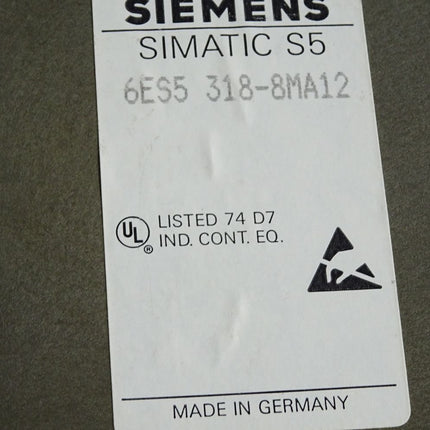 SIEMENS
SIMATIC S5
6ES5 318-8MA12
UL LISTED 74 D7
® IND. CONT. EQ.
MADE IN GERMANY